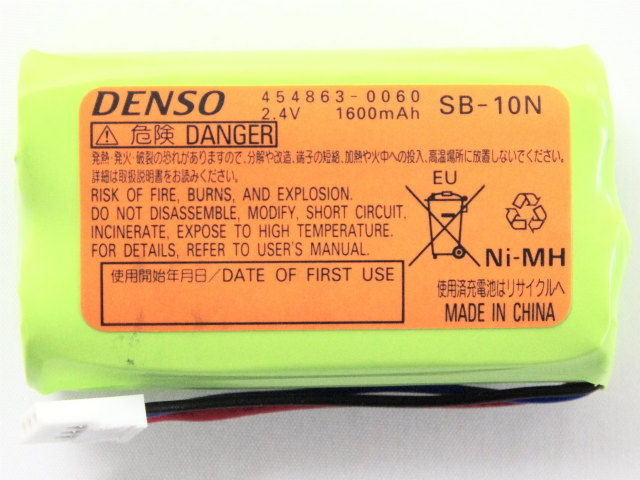 DENSO 454863-0060 SB-10N
2.4V 1600mAh
⚠危険 DANGER
発熱・発火・破裂の恐れがありますので、分解や改造、端子の短絡、加熱や火中への投入、高温場所に放置しないでください。
詳細は取扱説明書をお読みください。
RISK OF FIRE, BURNS, AND EXPLOSION.
DO NOT DISASSEMBLE, MODIFY, SHORT CIRCUIT,
INCINERATE, EXPOSE TO HIGH TEMPERATURE.
FOR DETAILS, REFER TO USER'S MANUAL.
使用開始年月日/DATE OF FIRST USE
EU
Ni-MH
使用済充電池はリサイクルへ
MADE IN CHINA